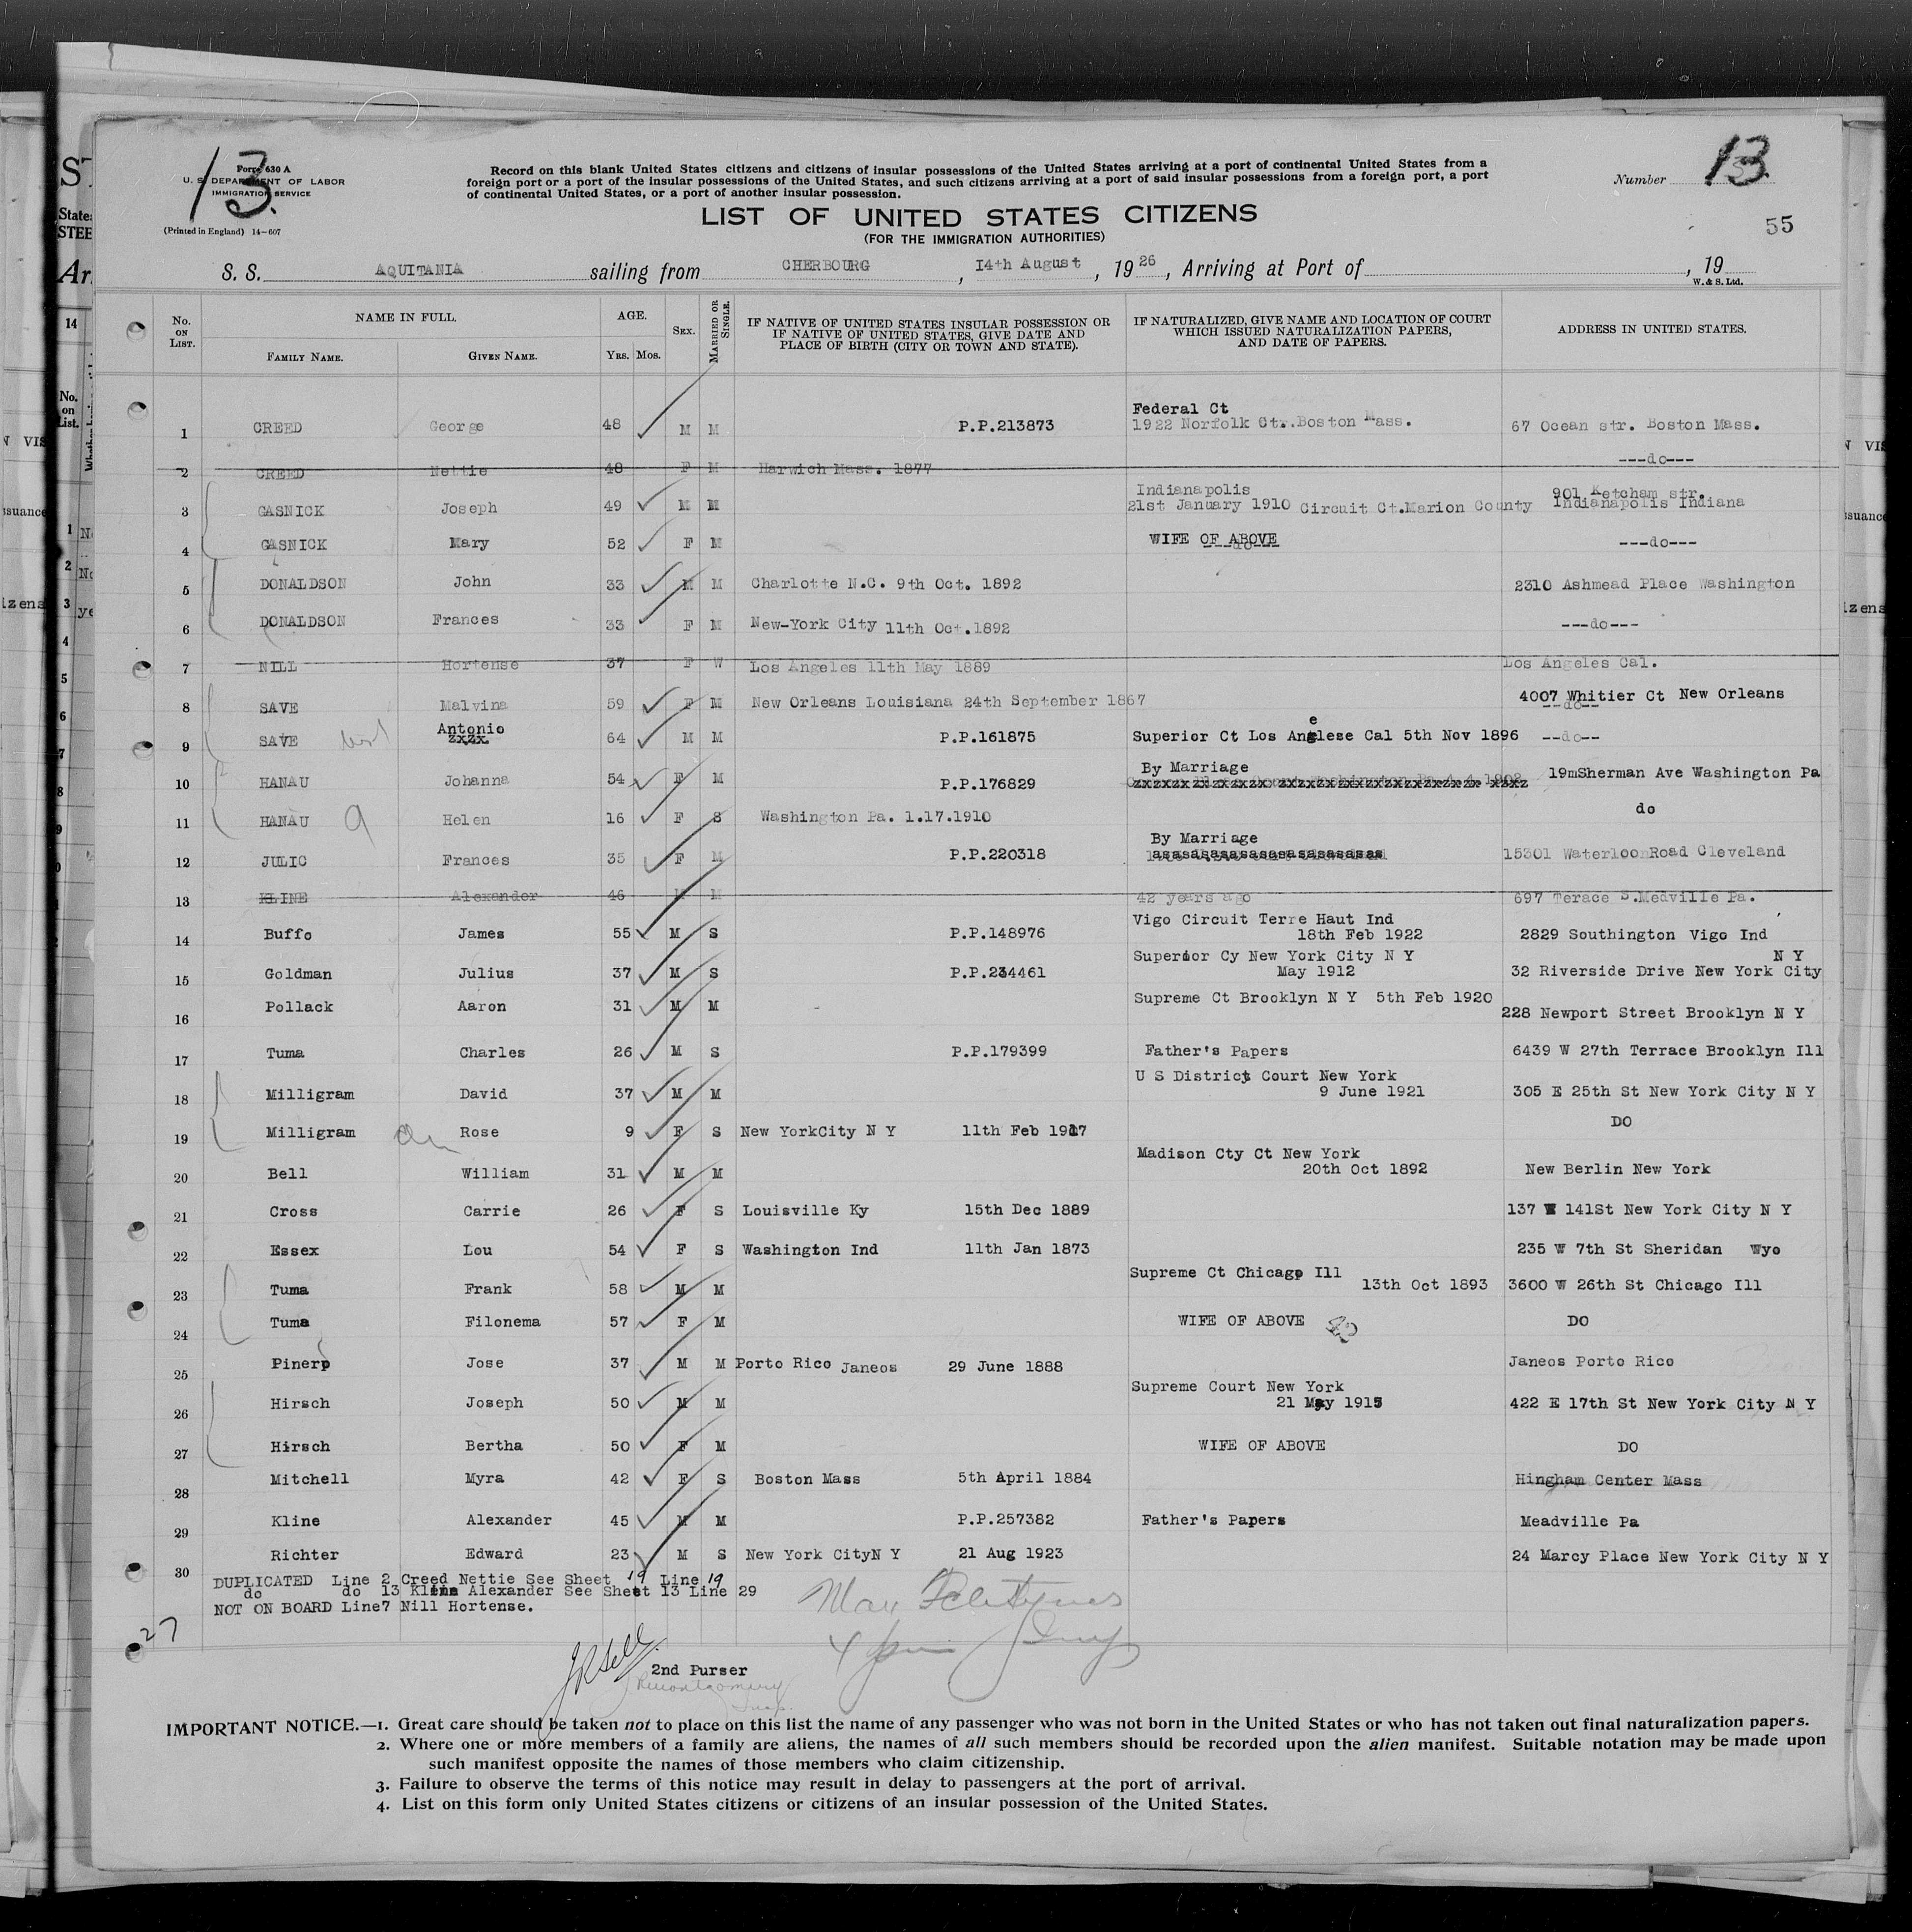 13
Form 630 A
U. S. DEPARTMENT OF LABOR
IMMIGRATION SERVICE
(Printed in England) 14-607
Record on this blank United States citizens and citizens of insular possessions of the United States arriving at a port of continental United States from a
foreign port or a port of the insular possessions of the United States, and such citizens arriving at a port of said insular possessions from a foreign port, a port
of continental United States, or a port of another insular possession.
Number 13
LIST OF UNITED STATES CITIZENS
(FOR THE IMMIGRATION AUTHORITIES)
55
S. S. AQUITANIA sailing from CHERBOURG, 14th August, 1926, Arriving at Port of , 19
W. & S. Ltd.
No. ON LIST. NAME IN FULL. FAMILY NAME. GIVEN NAME. AGE. YRS. MOS. SEX. MARRIED OR SINGLE. IF NATIVE OF UNITED STATES INSULAR POSSESSION OR IF NATIVE OF UNITED STATES, GIVE DATE AND PLACE OF BIRTH (CITY OR TOWN AND STATE). IF NATURALIZED, GIVE NAME AND LOCATION OF COURT WHICH ISSUED NATURALIZATION PAPERS, AND DATE OF PAPERS. ADDRESS IN UNITED STATES.
Federal Ct
1 CREED George 48 M M P.P.213873 1922 Norfolk Ct..Boston Mass. 67 Ocean str. Boston Mass.
2 CREED Nettie 48 F M Harwich Mass. 1877 ---do---
Indianapolis 901 Ketcham str.
3 GASNICK Joseph 49 M M 21st January 1910 Circuit Ct.Marion County Indianapolis Indiana
4 GASNICK Mary 52 F M WIFE OF ABOVE ---do---
5 DONALDSON John 33 M M Charlotte N.C. 9th Oct. 1892 2310 Ashmead Place Washington
6 DONALDSON Frances 33 F M New-York City 11th Oct.1892 ---do---
7 NILL Hortense 37 F W Los Angeles 11th May 1889 Los Angeles Cal.
8 SAVE Malvina 59 F M New Orleans Louisiana 24th September 1867 4007 Whitier Ct New Orleans
--do--
9 SAVE Antonio zxzx. 64 M M P.P.161875 Superior Ct Los Anglese Cal 5th Nov 1896 --do--
By Marriage
10 HANAU Johanna 54 F M P.P.176829 19mSherman Ave Washington Pa
11 HANAU Helen 16 F S Washington Pa. 1.17.1910 do
By Marriage
12 JULIC Frances 35 F M P.P.220318 15301 Waterloo Road Cleveland
13 KLINE Alexander 46 M M 42 years ago 697 Terace S.Medville Pa.
Vigo Circuit Terre Haut Ind
14 Buffo James 55 M S P.P.148976 18th Feb 1922 2829 Southington Vigo Ind
Superior Cy New York City N Y N Y
15 Goldman Julius 37 M S P.P.234461 May 1912 32 Riverside Drive New York City
16 Pollack Aaron 31 M M Supreme Ct Brooklyn N Y 5th Feb 1920 228 Newport Street Brooklyn N Y
17 Tuma Charles 26 M S P.P.179399 Father's Papers 6439 W 27th Terrace Brooklyn Ill
U S District Court New York
18 Milligram David 37 M M 9 June 1921 305 E 25th St New York City N Y
19 Milligram Rose 9 F S New YorkCity N Y 11th Feb 1917 DO
Madison Cty Ct New York
20 Bell William 31 M M 20th Oct 1892 New Berlin New York
21 Cross Carrie 26 F S Louisville Ky 15th Dec 1889 137 W 141St New York City N Y
22 Essex Lou 54 F S Washington Ind 11th Jan 1873 235 W 7th St Sheridan Wyo
Supreme Ct Chicago Ill
23 Tuma Frank 58 M M 13th Oct 1893 3600 W 26th St Chicago Ill
24 Tuma Filonema 57 F M WIFE OF ABOVE DO
25 Pinero Jose 37 M M Porto Rico Janeos 29 June 1888 Janeos Porto Rico
Supreme Court New York
26 Hirsch Joseph 50 M M 21 May 1915 422 E 17th St New York City N Y
27 Hirsch Bertha 50 F M WIFE OF ABOVE DO
28 Mitchell Myra 42 F S Boston Mass 5th April 1884 Hingham Center Mass
29 Kline Alexander 45 M M P.P.257382 Father's Papers Meadville Pa
30 Richter Edward 23 M S New York CityN Y 21 Aug 1923 24 Marcy Place New York City N Y
DUPLICATED Line 2 Creed Nettie See Sheet 19 Line 19
do 13 Kline Alexander See Sheet 13 Line 29
NOT ON BOARD Line7 Nill Hortense.
27
2nd Purser
IMPORTANT NOTICE.—1. Great care should be taken not to place on this list the name of any passenger who was not born in the United States or who has not taken out final naturalization papers.
2. Where one or more members of a family are aliens, the names of all such members should be recorded upon the alien manifest. Suitable notation may be made upon
such manifest opposite the names of those members who claim citizenship.
3. Failure to observe the terms of this notice may result in delay to passengers at the port of arrival.
4. List on this form only United States citizens or citizens of an insular possession of the United States.